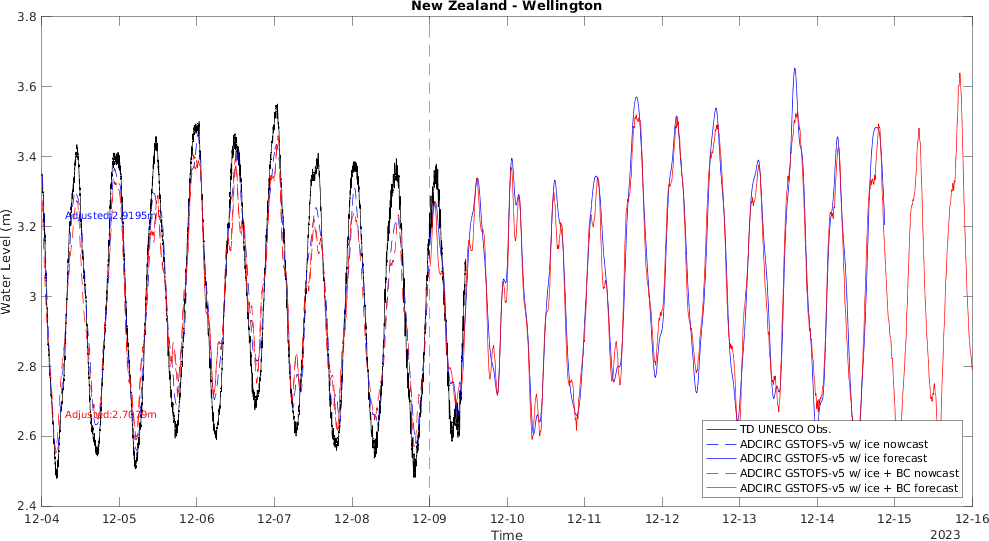 New Zealand - Wellington
3.8
3.6
3.4
3.2
3
2.8
2.6
2.4
Water Level (m)
Adjusted:2.9195m
Adjusted:2.7079m
TD UNESCO Obs.
ADCIRC GSTOFS-v5 w/ ice nowcast
ADCIRC GSTOFS-v5 w/ ice forecast
ADCIRC GSTOFS-v5 w/ ice + BC nowcast
ADCIRC GSTOFS-v5 w/ ice + BC forecast
12-04 12-05 12-06 12-07 12-08 12-09 12-10 12-11 12-12 12-13 12-14 12-15 12-16
Time
2023